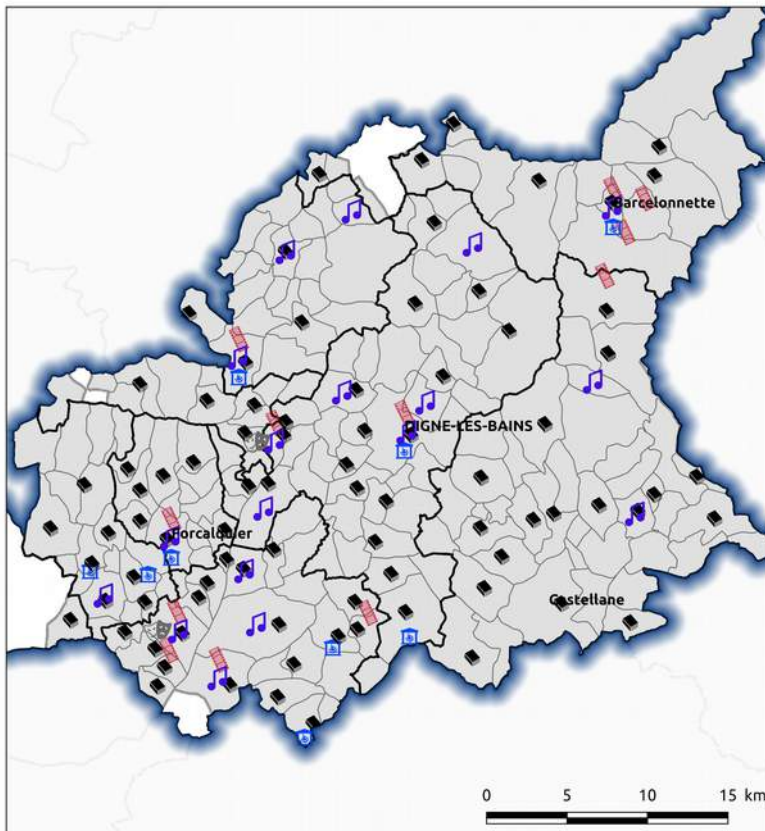 Barcelonnette
DIGNE-LES-BAINS
Forcalquier
Castellane
0 5 10 15 km